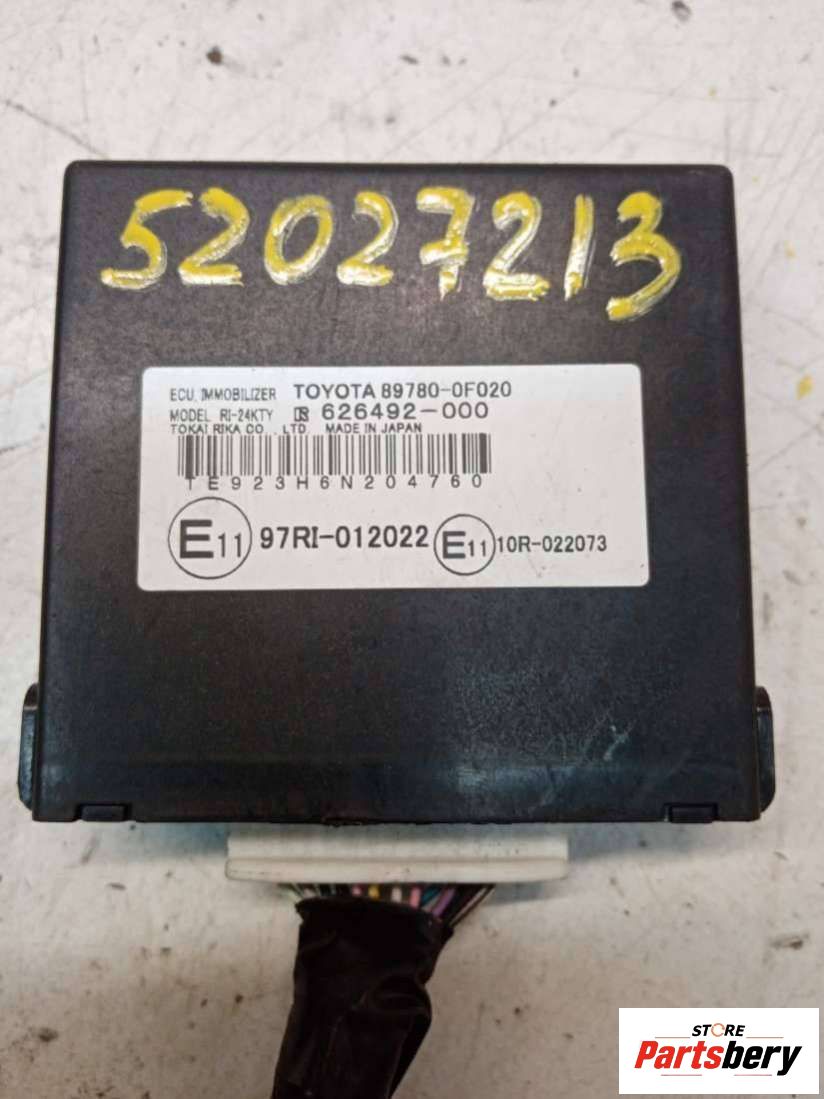 52027213
ECU, IMMOBILIZER TOYOTA 89780-0F020
MODEL RI-24KTY 626492-000
TOKAI RIKA CO., LTD. MADE IN JAPAN
TE923H6N204760
E11 97RI-012022 E11 10R-022073
STORE
Partsbery